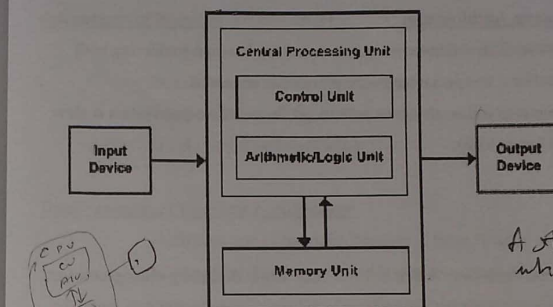 Central Processing Unit
Control Unit
Input
Device
Arithmetic/Logic Unit
Output
Device
Memory Unit
CPU
CU
A